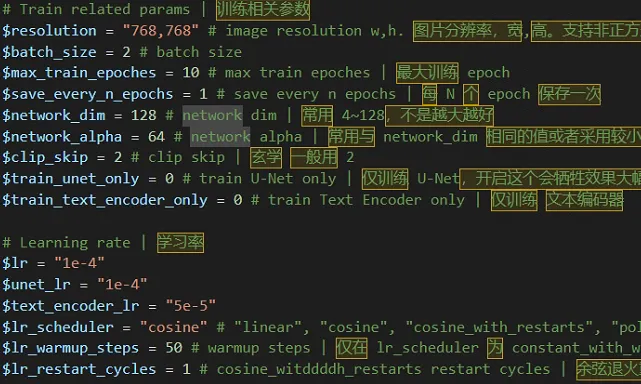 # Train related params | 训练相关参数
$resolution = "768,768" # image resolution w,h. 图片分辨率，宽,高。支持非正方
$batch_size = 2 # batch size
$max_train_epoches = 10 # max train epoches | 最大训练 epoch
$save_every_n_epochs = 1 # save every n epochs | 每 N 个 epoch 保存一次
$network_dim = 128 # network dim | 常用 4~128，不是越大越好
$network_alpha = 64 # network alpha | 常用与 network_dim 相同的值或者采用较小
$clip_skip = 2 # clip skip | 玄学 一般用 2
$train_unet_only = 0 # train U-Net only | 仅训练 U-Net，开启这个会牺牲效果大幅
$train_text_encoder_only = 0 # train Text Encoder only | 仅训练 文本编码器
# Learning rate | 学习率
$lr = "1e-4"
$unet_lr = "1e-4"
$text_encoder_lr = "5e-5"
$lr_scheduler = "cosine" # "linear", "cosine", "cosine_with_restarts", "pol
$lr_warmup_steps = 50 # warmup steps | 仅在 lr_scheduler 为 constant_with_w
$lr_restart_cycles = 1 # cosine_witddddh_restarts restart cycles | 余弦退火